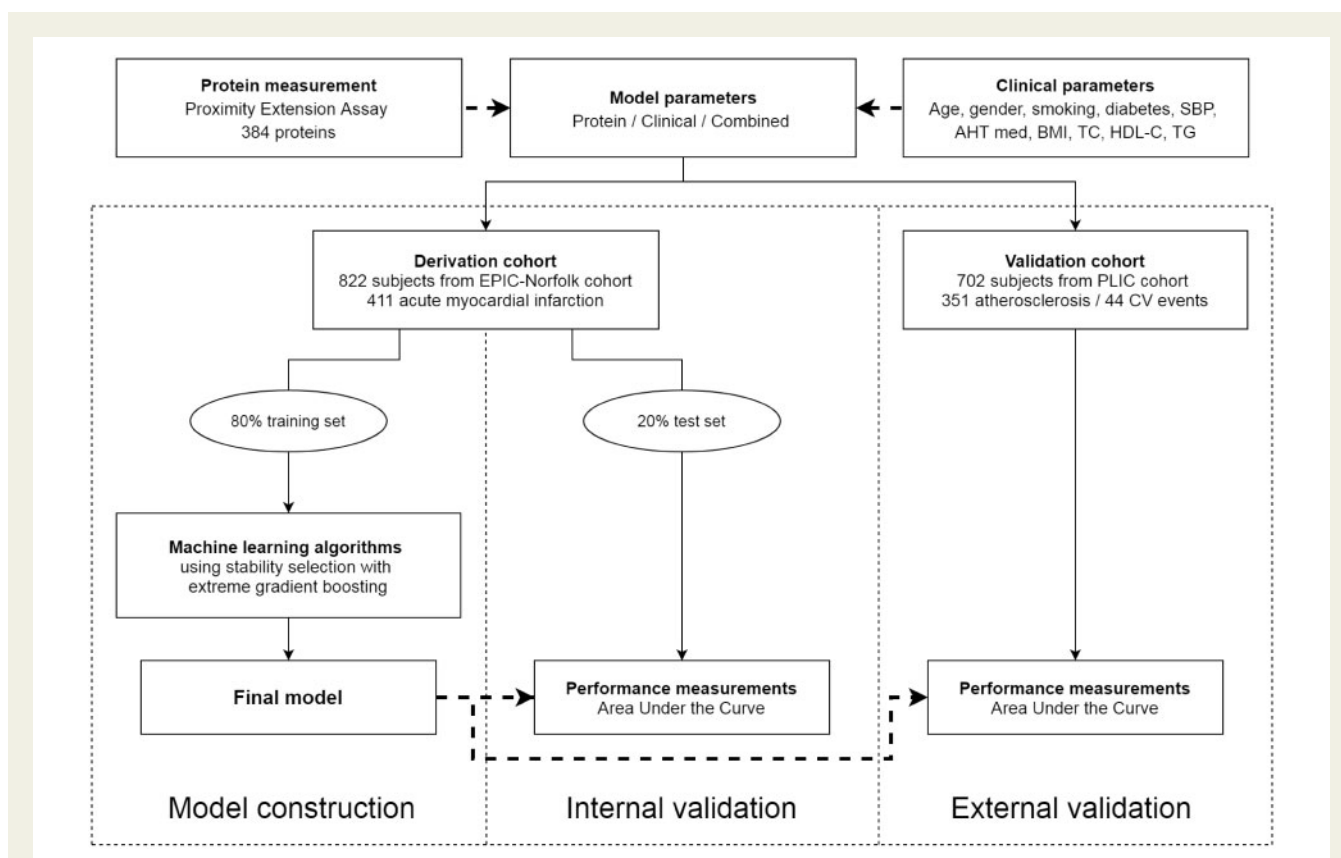 Protein measurement
Proximity Extension Assay
384 proteins
Model parameters
Protein / Clinical / Combined
Clinical parameters
Age, gender, smoking, diabetes, SBP,
AHT med, BMI, TC, HDL-C, TG
Derivation cohort
822 subjects from EPIC-Norfolk cohort
411 acute myocardial infarction
Validation cohort
702 subjects from PLIC cohort
351 atherosclerosis / 44 CV events
80% training set
20% test set
Machine learning algorithms
using stability selection with
extreme gradient boosting
Final model
Performance measurements
Area Under the Curve
Performance measurements
Area Under the Curve
Model construction
Internal validation
External validation